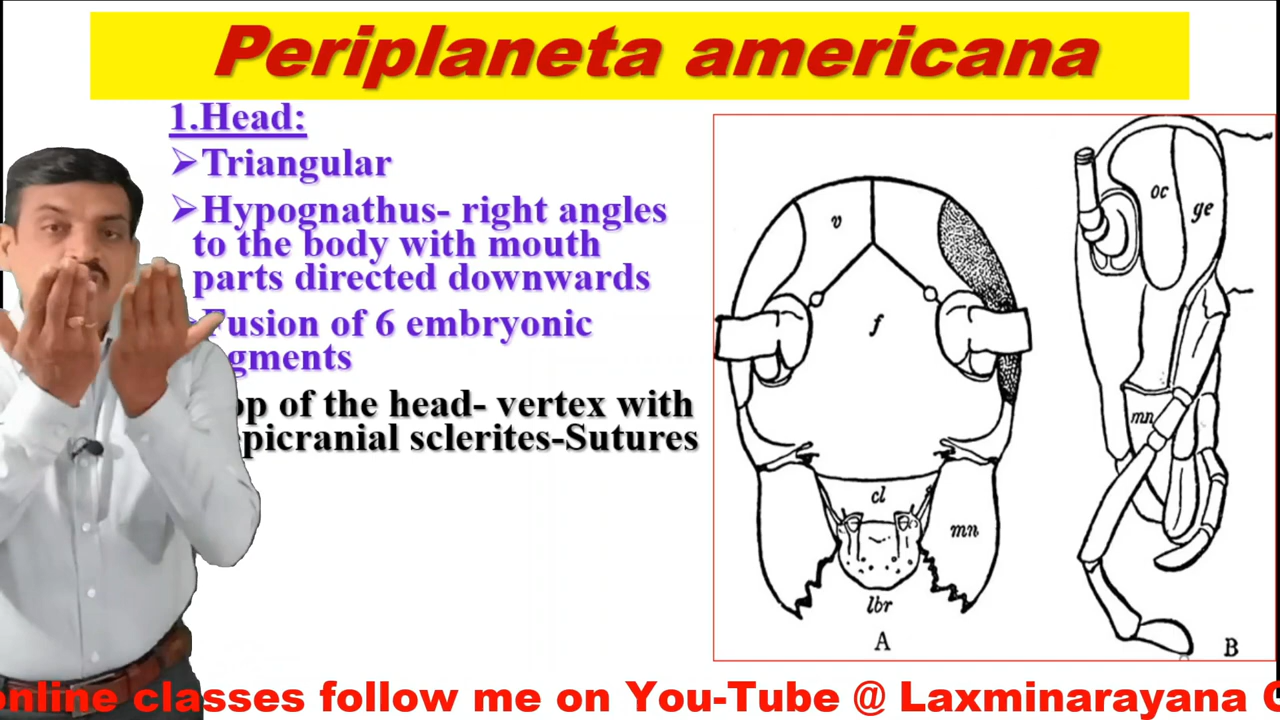 Periplaneta americana
1.Head:
➢Triangular
➢Hypognathus- right angles
to the body with mouth
parts directed downwards
Fusion of 6 embryonic
gments
op of the head- vertex with
picranial sclerites-Sutures
v
f
cl
mn
lbr
A
oc
ge
mn
B
online classes follow me on You-Tube @ Laxminarayana